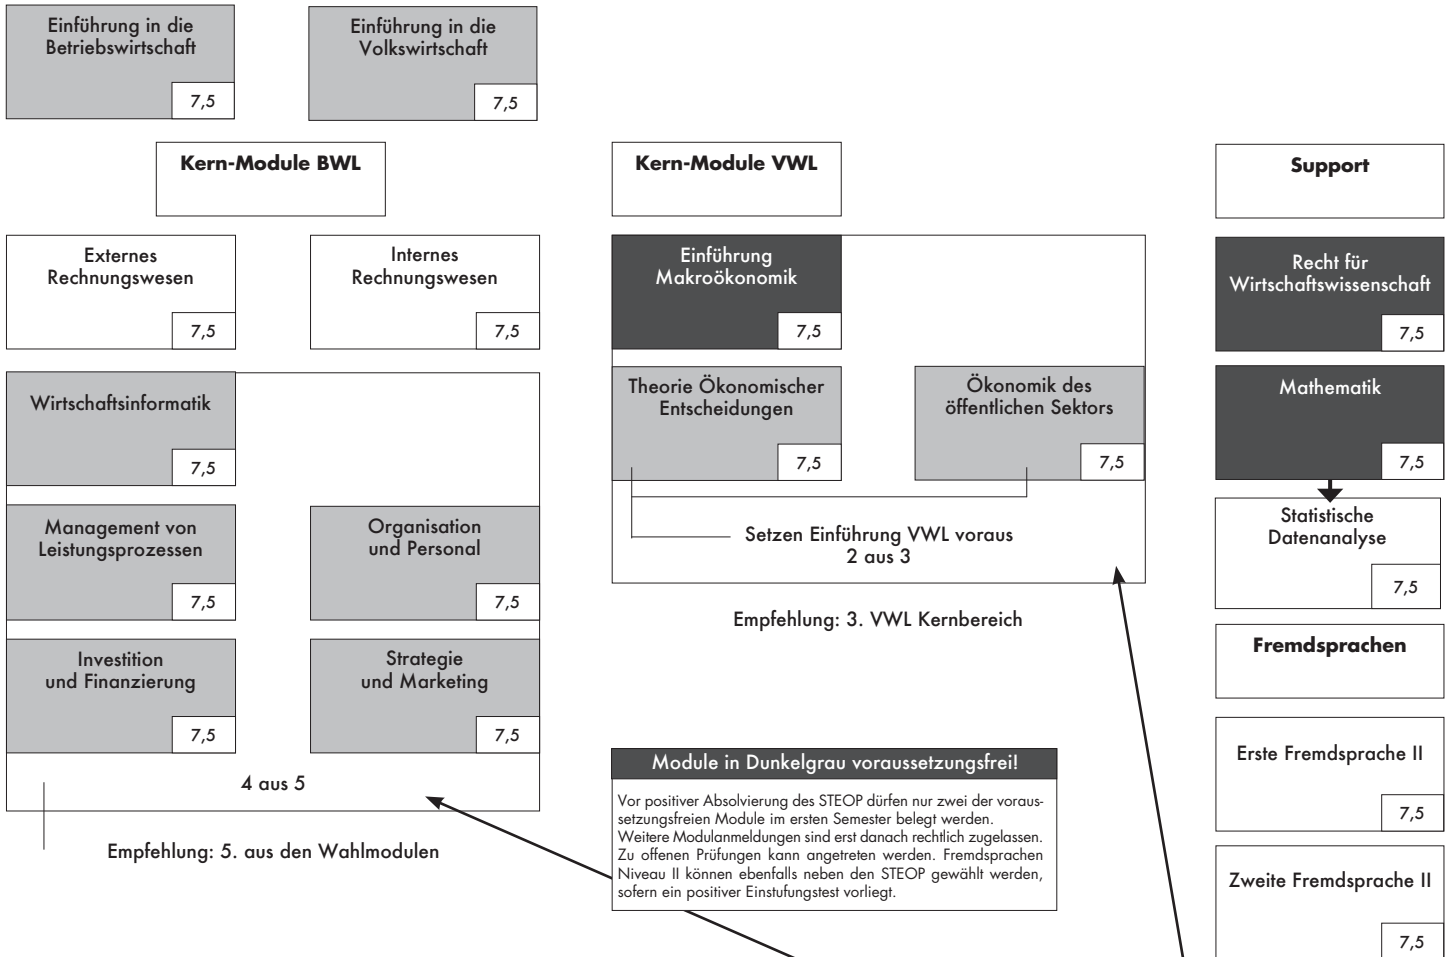 Einführung in die
Betriebswirtschaft
7,5
Einführung in die
Volkswirtschaft
7,5
Kern-Module BWL
Externes
Rechnungswesen
7,5
Internes
Rechnungswesen
7,5
Wirtschaftsinformatik
7,5
Management von
Leistungsprozessen
7,5
Organisation
und Personal
7,5
Investition
und Finanzierung
7,5
Strategie
und Marketing
7,5
4 aus 5
Empfehlung: 5. aus den Wahlmodulen
Kern-Module VWL
Einführung
Makroökonomik
7,5
Theorie Ökonomischer
Entscheidungen
7,5
Ökonomik des
öffentlichen Sektors
7,5
Setzen Einführung VWL voraus
2 aus 3
Empfehlung: 3. VWL Kernbereich
Module in Dunkelgrau voraussetzungsfrei!
Vor positiver Absolvierung des STEOP dürfen nur zwei der voraus-
setzungsfreien Module im ersten Semester belegt werden.
Weitere Modulanmeldungen sind erst danach rechtlich zugelassen.
Zu offenen Prüfungen kann angetreten werden. Fremdsprachen
Niveau II können ebenfalls neben den STEOP gewählt werden,
sofern ein positiver Einstufungstest vorliegt.
Support
Recht für
Wirtschaftswissenschaft
7,5
Mathematik
7,5
Statistische
Datenanalyse
7,5
Fremdsprachen
Erste Fremdsprache II
7,5
Zweite Fremdsprache II
7,5